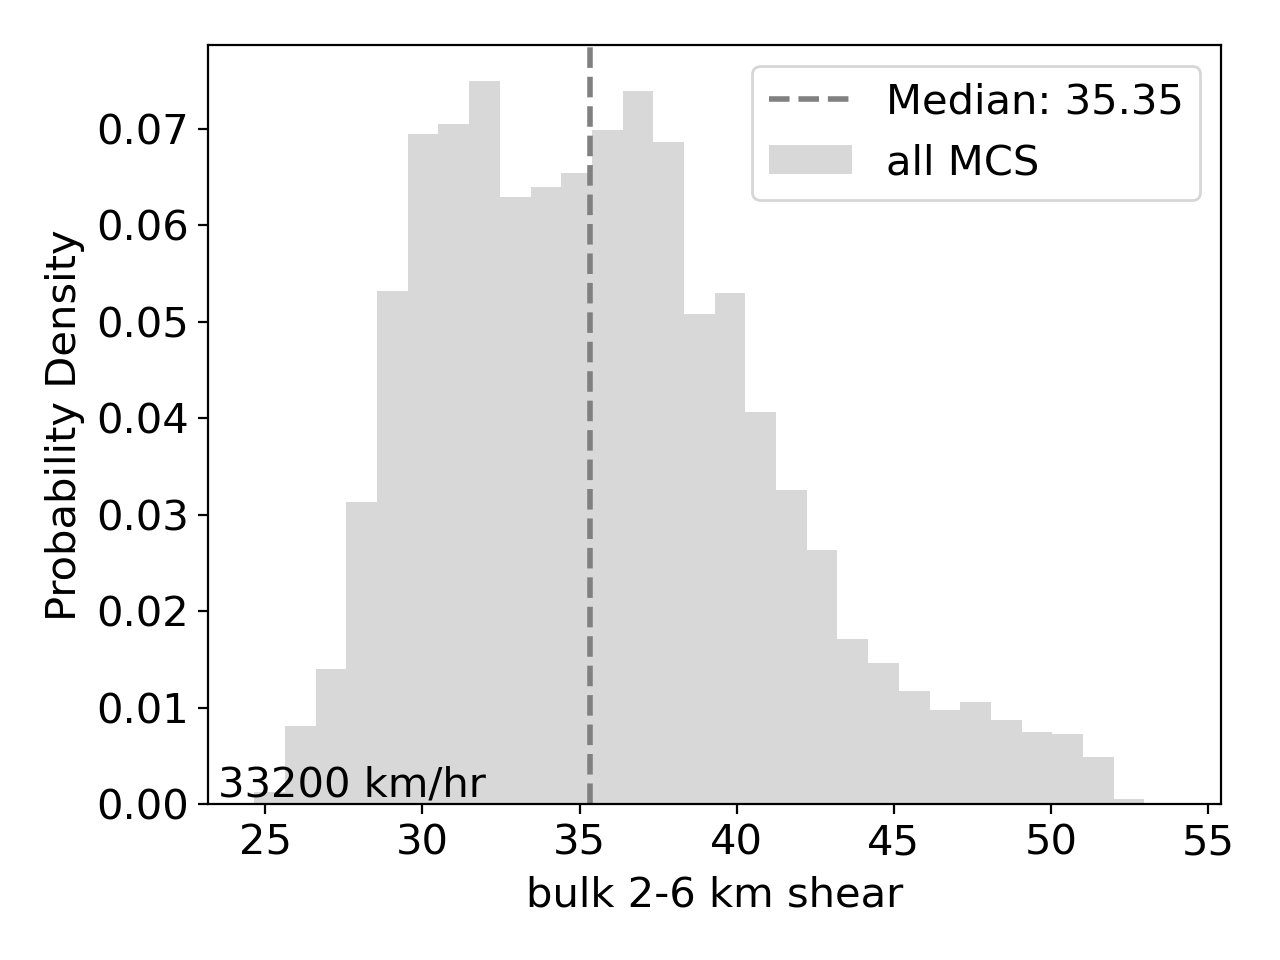 Median: 35.35
all MCS
0.07
0.06
0.05
0.04
0.03
0.02
0.01
0.00
Probability Density
33200 km/hr
25 30 35 40 45 50 55
bulk 2-6 km shear